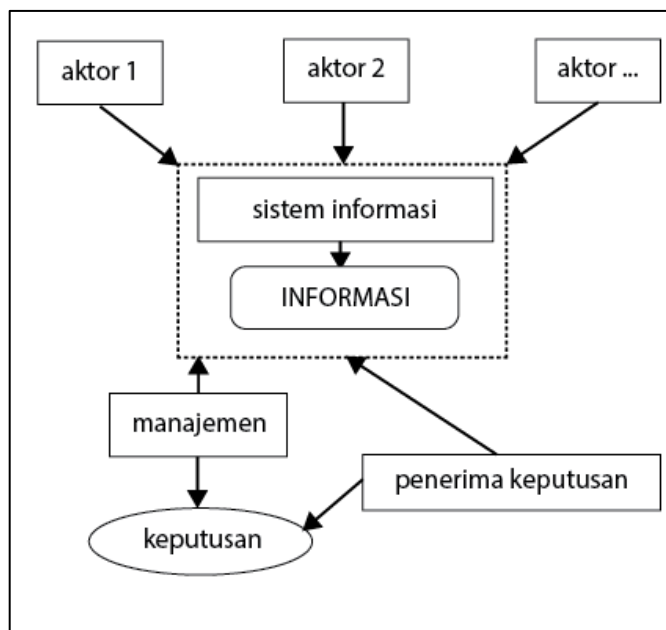 aktor 1
aktor 2
aktor ...
sistem informasi
INFORMASI
manajemen
penerima keputusan
keputusan